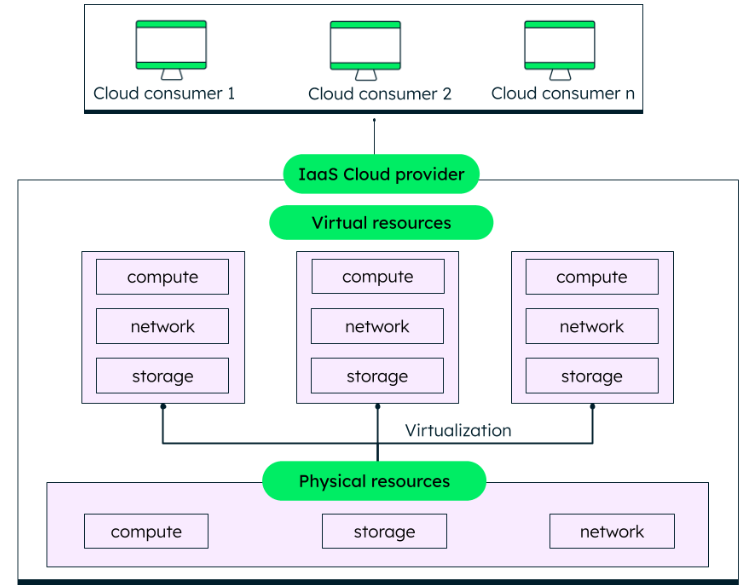 Cloud consumer 1
Cloud consumer 2
Cloud consumer n
IaaS Cloud provider
Virtual resources
compute
network
storage
compute
network
storage
compute
network
storage
Virtualization
Physical resources
compute
storage
network